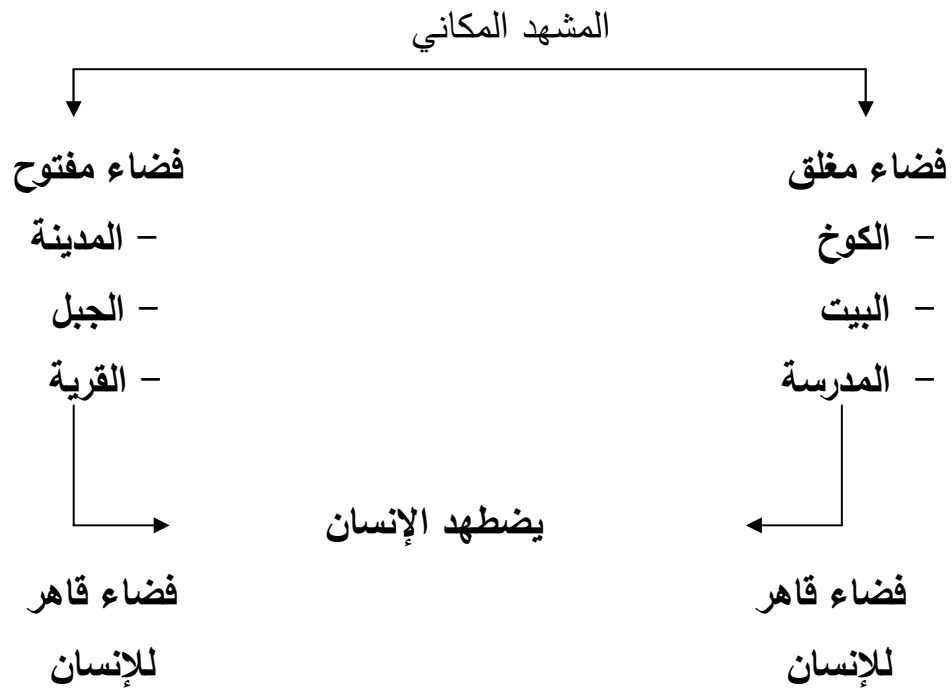 المشهد المكاني
فضاء مغلق
- الكوخ
- البيت
- المدرسة
فضاء مفتوح
- المدينة
- الجبل
- القرية
يضطهد الإنسان
فضاء قاهر
للإنسان
فضاء قاهر
للإنسان